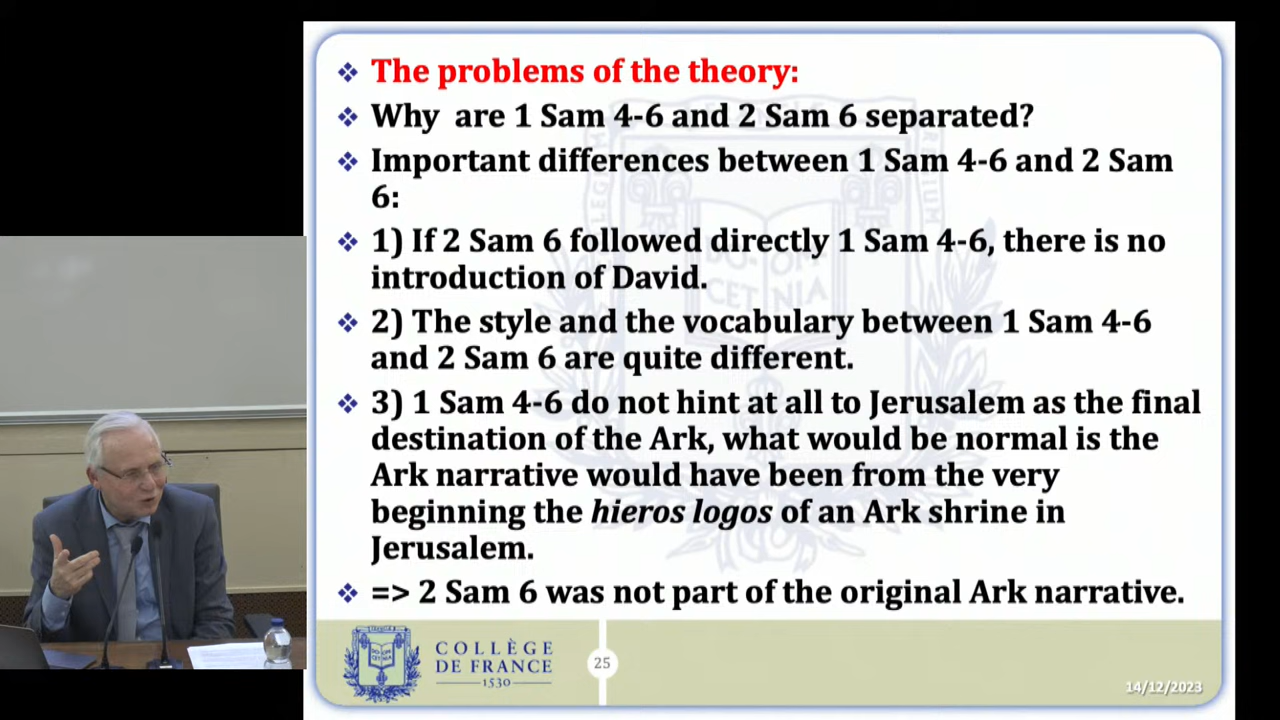 The problems of the theory:
Why are 1 Sam 4-6 and 2 Sam 6 separated?
Important differences between 1 Sam 4-6 and 2 Sam
6:
1) If 2 Sam 6 followed directly 1 Sam 4-6, there is no
introduction of David.
2) The style and the vocabulary between 1 Sam 4-6
and 2 Sam 6 are quite different.
3) 1 Sam 4-6 do not hint at all to Jerusalem as the final
destination of the Ark, what would be normal is the
Ark narrative would have been from the very
beginning the hieros logos of an Ark shrine in
Jerusalem.
=> 2 Sam 6 was not part of the original Ark narrative.
COLLÈGE
DE FRANCE
1530
25
14/12/2023